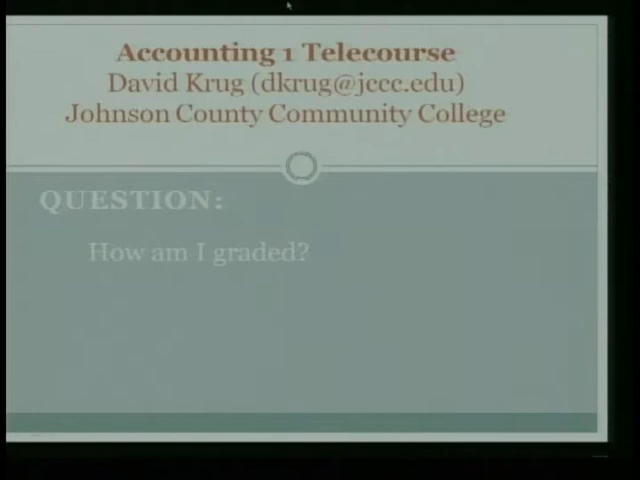 Accounting 1 Telecourse
David Krug (dkrug@jccc.edu)
Johnson County Community College
QUESTION:
How am I graded?